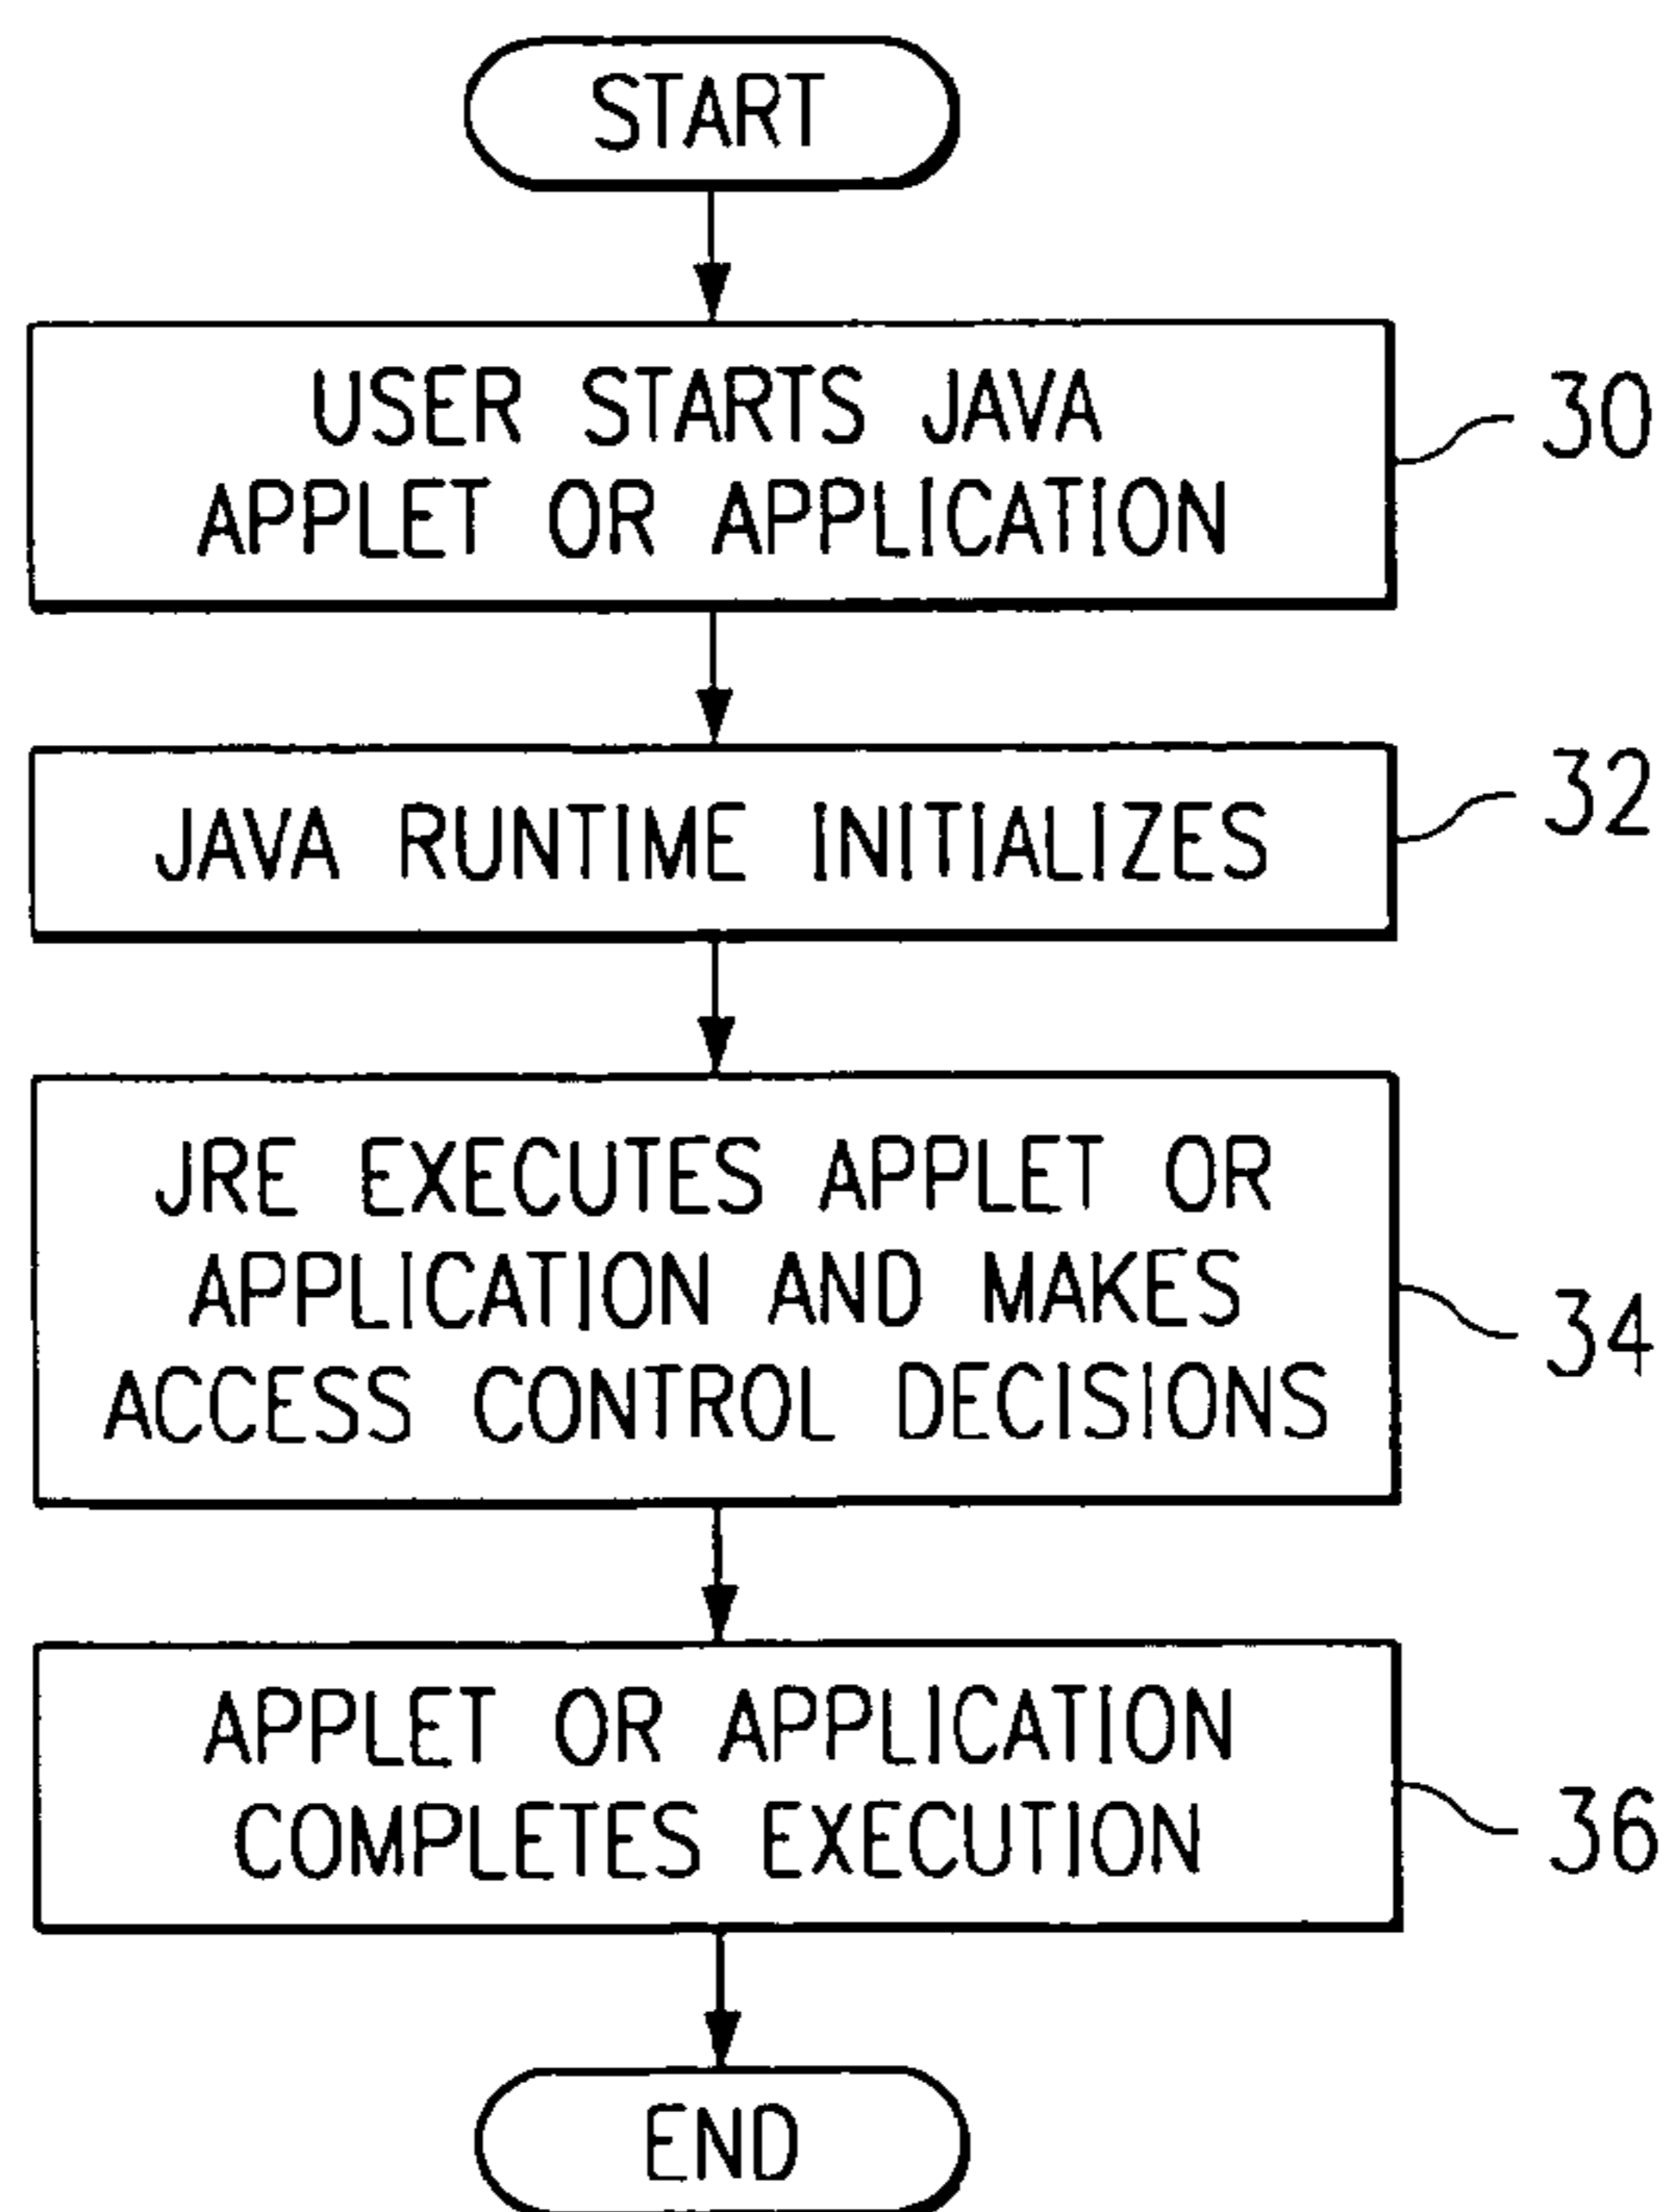 START
USER STARTS JAVA
APPLET OR APPLICATION
30
JAVA RUNTIME INITIALIZES
32
JRE EXECUTES APPLET OR
APPLICATION AND MAKES
ACCESS CONTROL DECISIONS
34
APPLET OR APPLICATION
COMPLETES EXECUTION
36
END